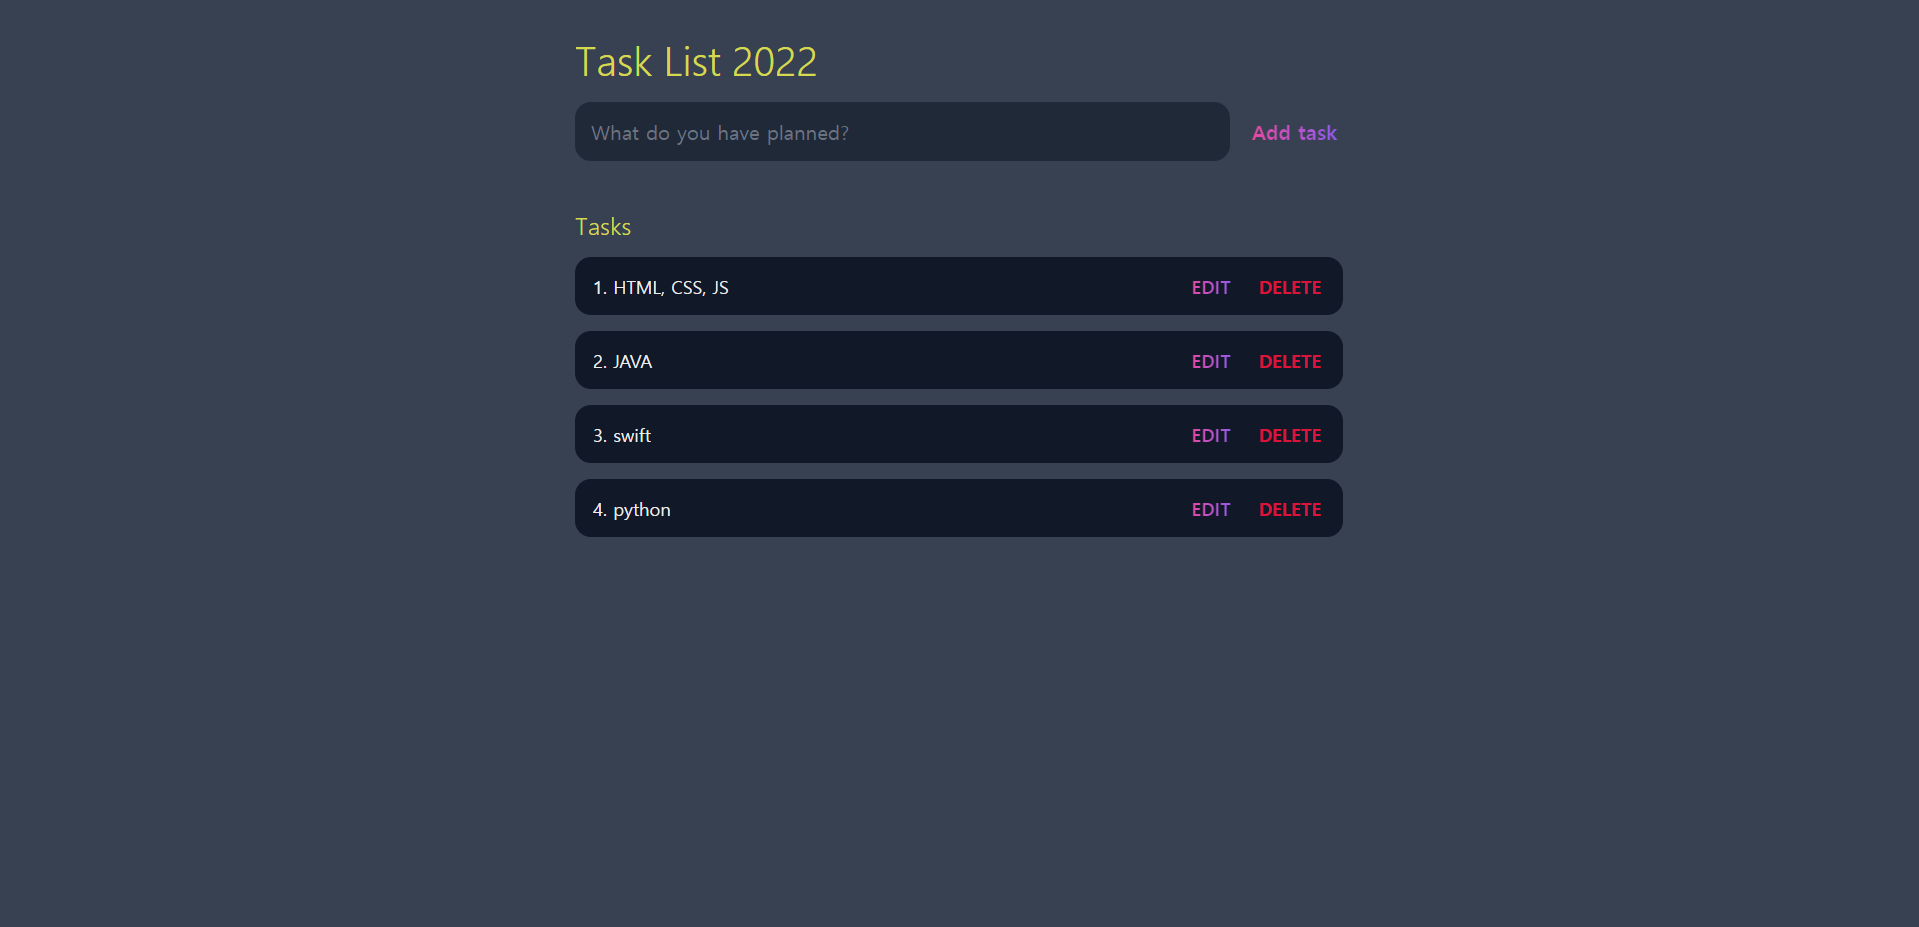 Task List 2022
What do you have planned? Add task
Tasks
1. HTML, CSS, JS EDIT DELETE
2. JAVA EDIT DELETE
3. swift EDIT DELETE
4. python EDIT DELETE